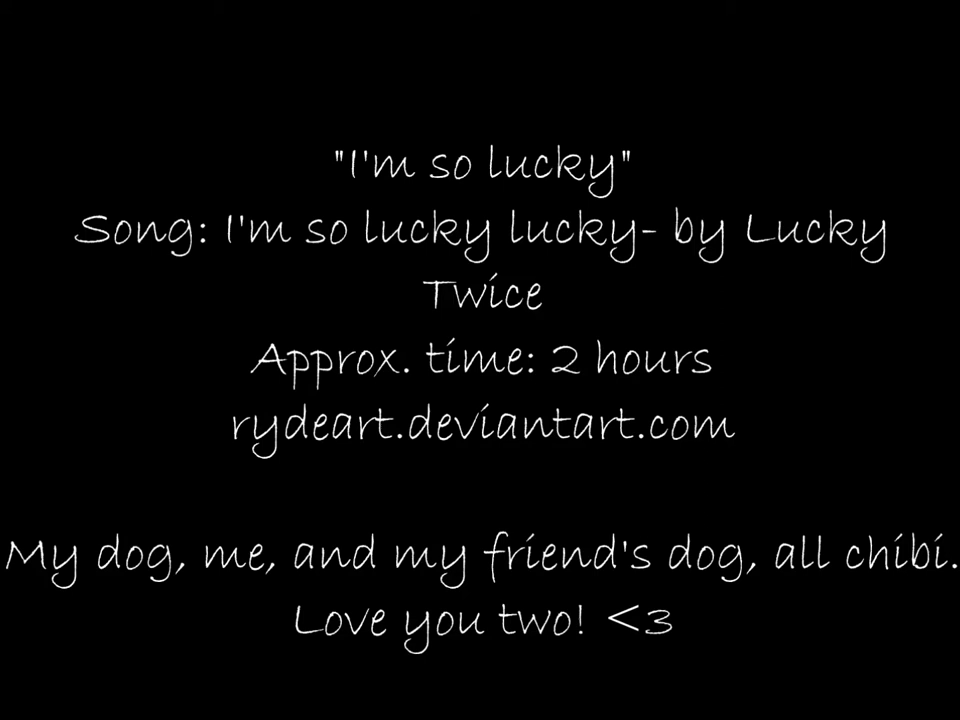 "I'm so lucky"
Song: I'm so lucky lucky- by Lucky
Twice
Approx. time: 2 hours
rydeart.deviantart.com
My dog, me, and my friend's dog, all chibi.
Love you two! <3